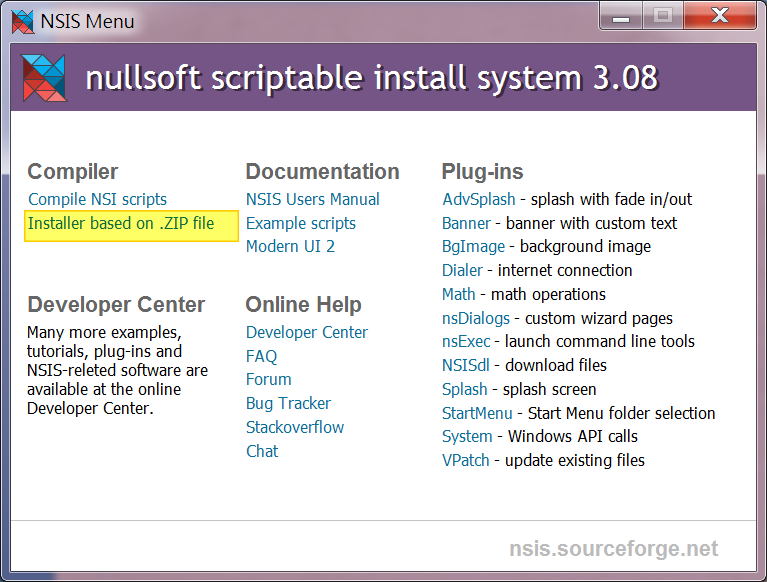 NSIS Menu
nullsoft scriptable install system 3.08
Compiler
Compile NSI scripts
Installer based on .ZIP file
Documentation
NSIS Users Manual
Example scripts
Modern UI 2
Plug-ins
AdvSplash - splash with fade in/out
Banner - banner with custom text
BgImage - background image
Dialer - internet connection
Math - math operations
nsDialogs - custom wizard pages
nsExec - launch command line tools
NSISdl - download files
Splash - splash screen
StartMenu - Start Menu folder selection
System - Windows API calls
VPatch - update existing files
Developer Center
Many more examples,
tutorials, plug-ins and
NSIS-releted software are
available at the online
Developer Center.
Online Help
Developer Center
FAQ
Forum
Bug Tracker
Stackoverflow
Chat
nsis.sourceforge.net